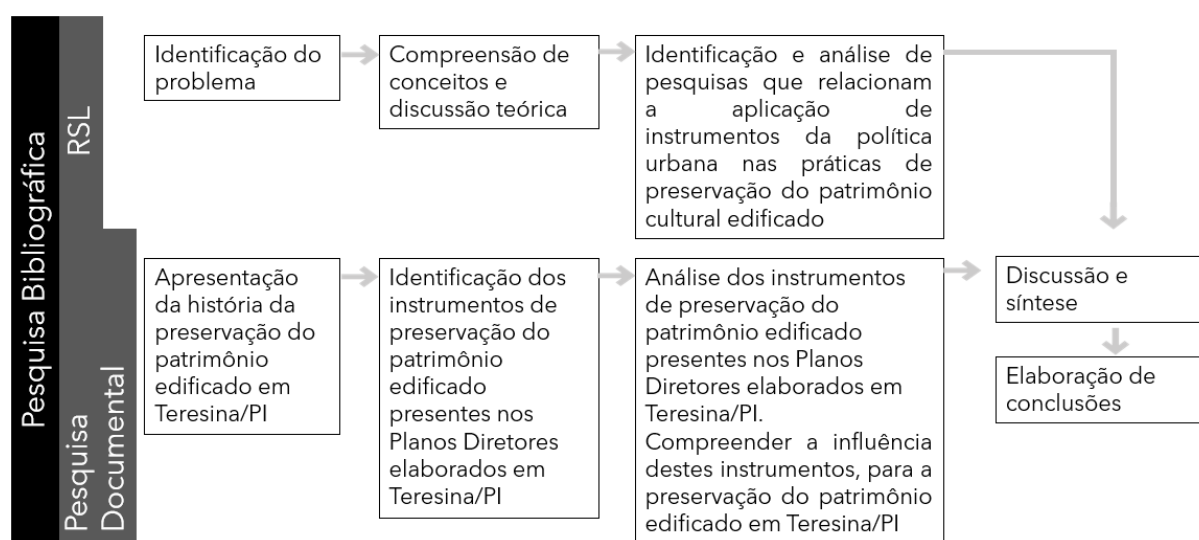 Pesquisa Bibliográfica
RSL
Identificação do
problema
Compreensão de
conceitos e
discussão teórica
Identificação e análise de
pesquisas que relacionam
a aplicação de
instrumentos da política
urbana nas práticas de
preservação do patrimônio
cultural edificado
Pesquisa
Documental
Apresentação
da história da
preservação do
patrimônio
edificado em
Teresina/PI
Identificação dos
instrumentos de
preservação do
patrimônio
edificado
presentes nos
Planos Diretores
elaborados em
Teresina/PI
Análise dos instrumentos
de preservação do
patrimônio edificado
presentes nos Planos
Diretores elaborados em
Teresina/PI.
Compreender a influência
destes instrumentos, para a
preservação do patrimônio
edificado em Teresina/PI
Discussão e
síntese
Elaboração de
conclusões